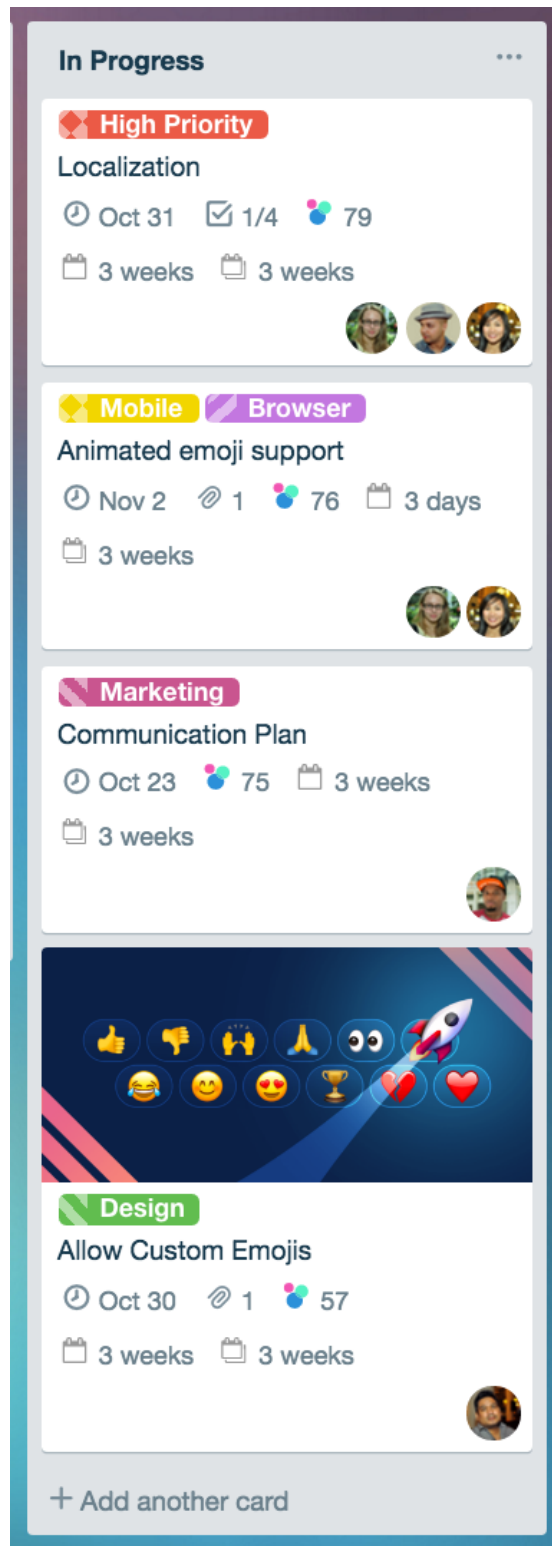 In Progress
High Priority
Localization
Oct 31 1/4 79
3 weeks 3 weeks
Mobile Browser
Animated emoji support
Nov 2 1 76 3 days
3 weeks
Marketing
Communication Plan
Oct 23 75 3 weeks
3 weeks
Design
Allow Custom Emojis
Oct 30 1 57
3 weeks 3 weeks
+ Add another card